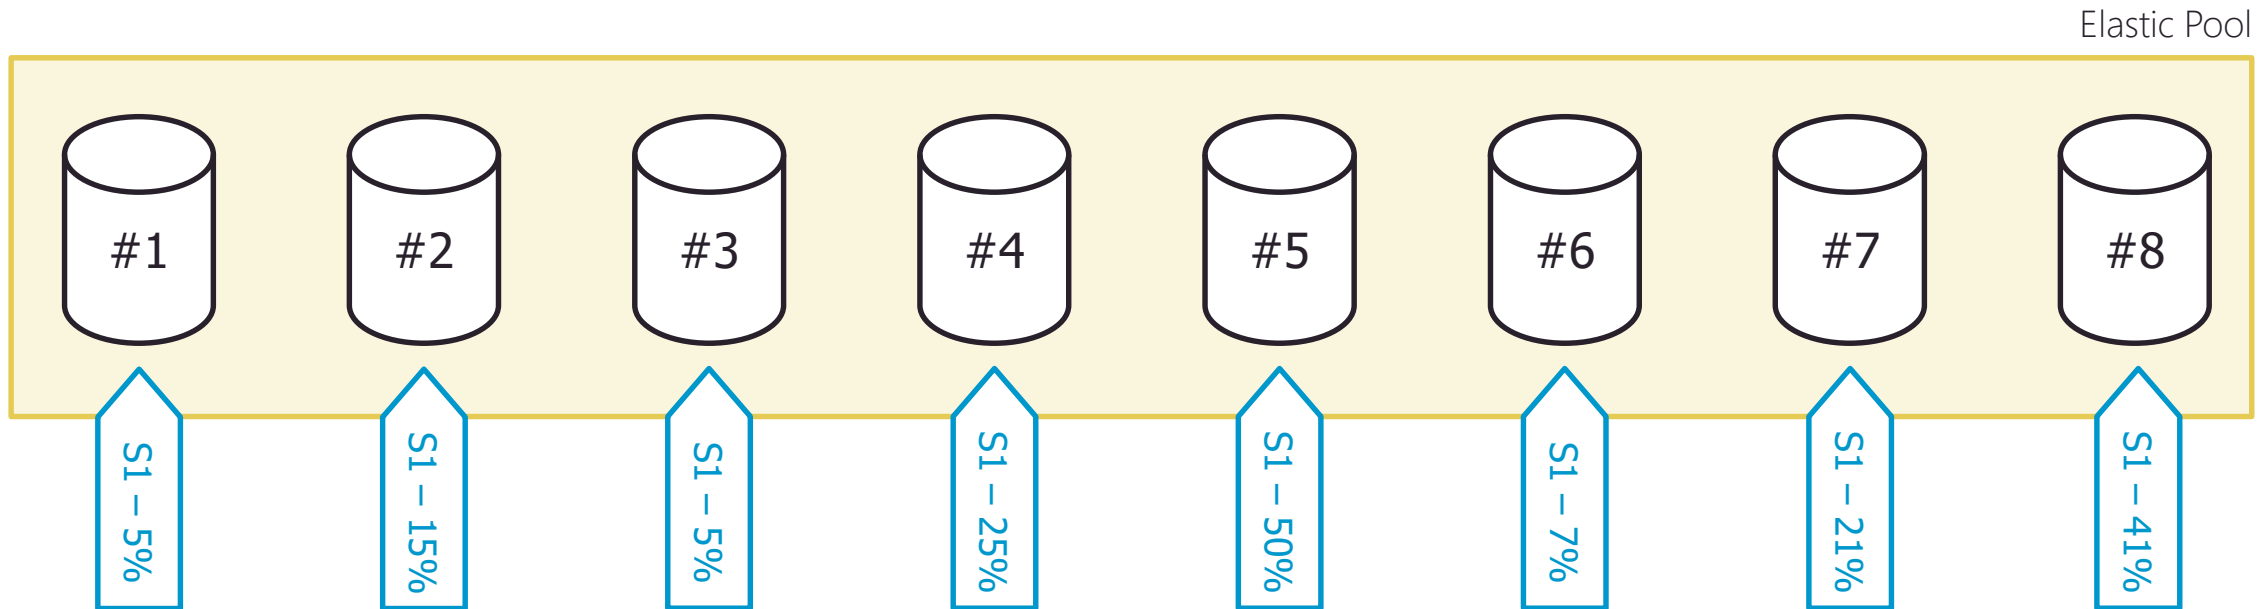 Elastic Pool
#1
#2
#3
#4
#5
#6
#7
#8
S1 – 5%
S1 – 15%
S1 – 5%
S1 – 25%
S1 – 50%
S1 – 7%
S1 – 21%
S1 – 41%